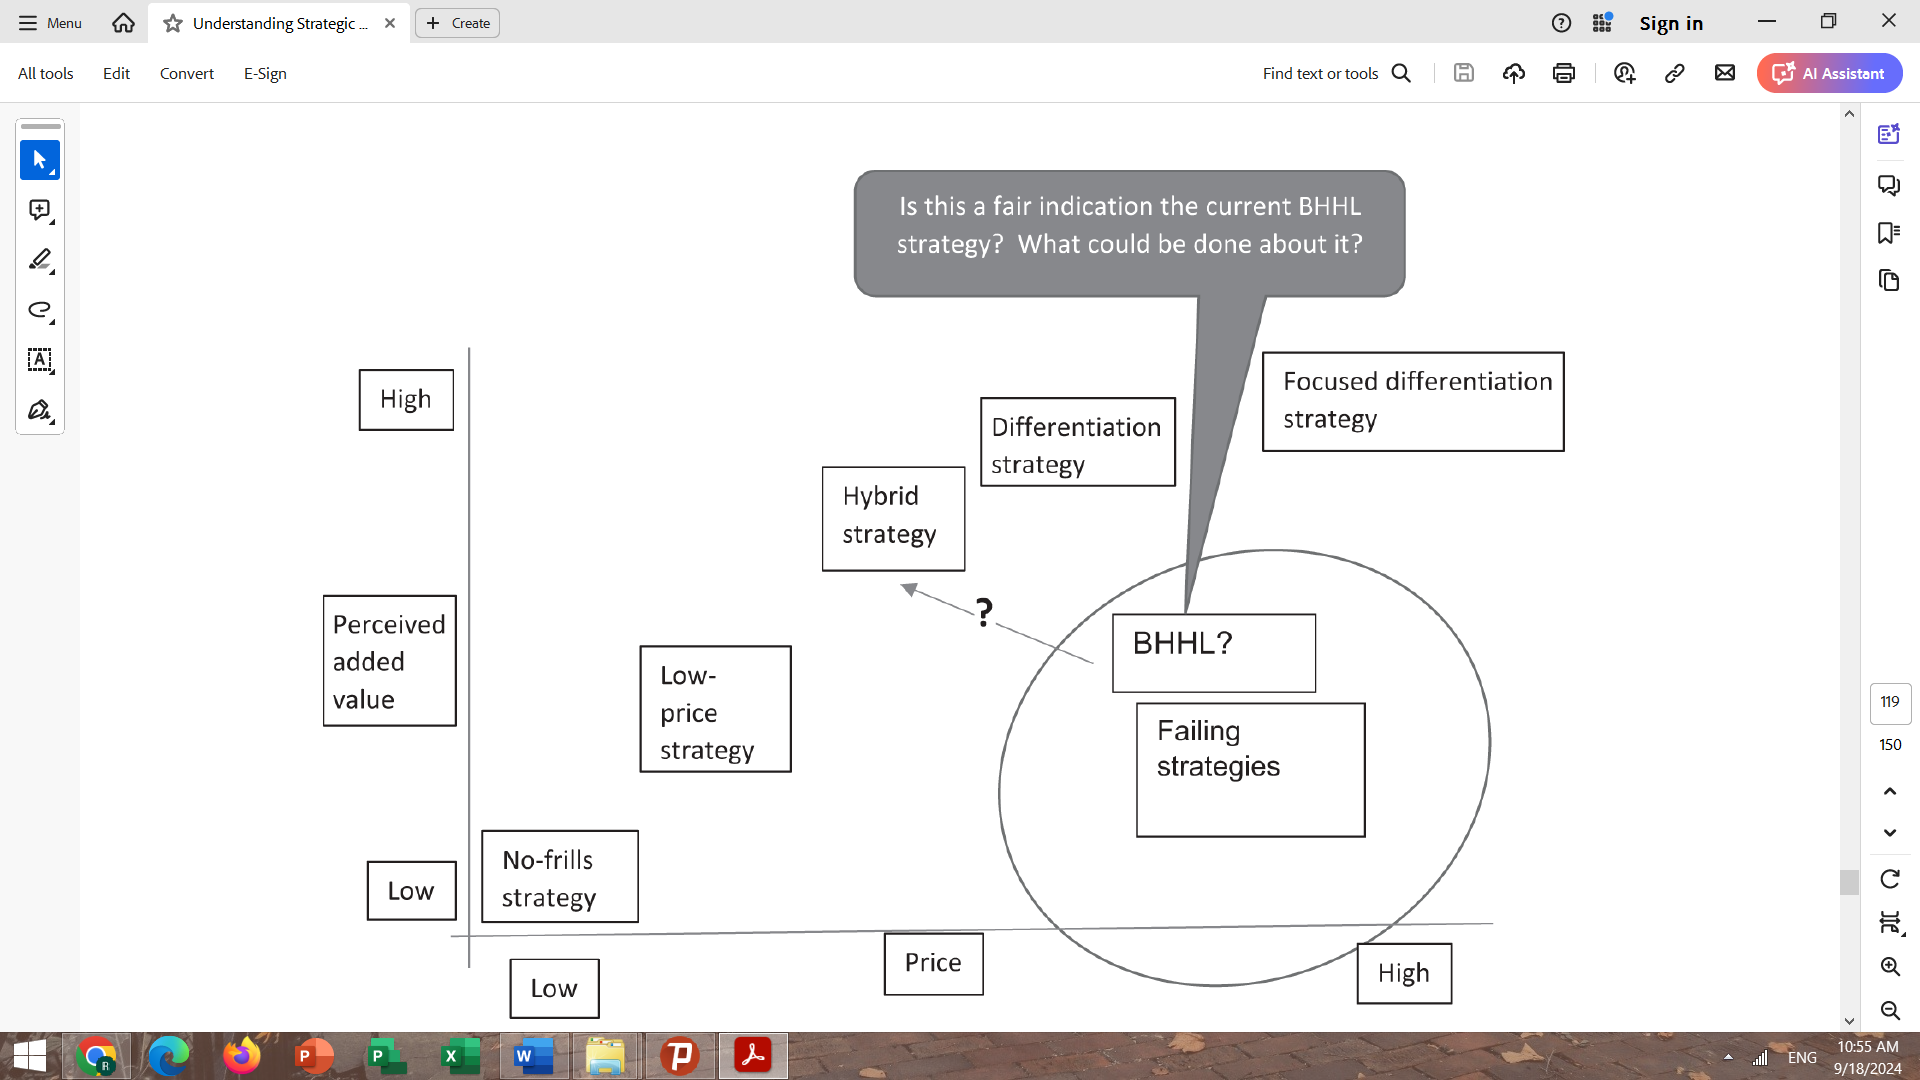 Menu
Understanding Strategic ...
Create
Sign in
All tools
Edit
Convert
E-Sign
Find text or tools
AI Assistant
Is this a fair indication the current BHHL
strategy? What could be done about it?
High
Differentiation
strategy
Focused differentiation
strategy
Hybrid
strategy
?
Perceived
added
value
Low-
price
strategy
BHHL?
Failing
strategies
Low
No-frills
strategy
Low
Price
High
119
150
ENG
10:55 AM
9/18/2024